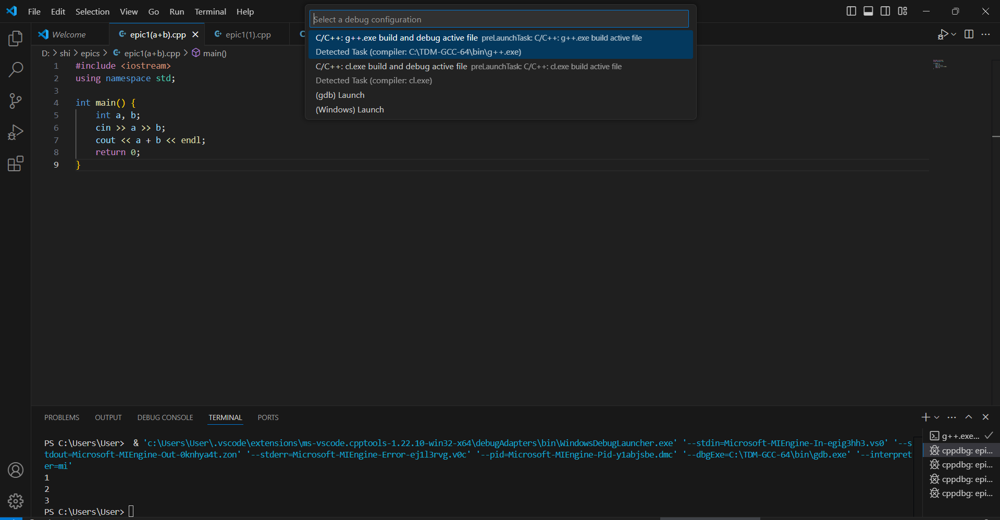 File Edit Selection View Go Run Terminal Help
Select a debug configuration
C/C++: g++.exe build and debug active file preLaunchTask: C/C++: g++.exe build active file
Detected Task (compiler: C:\TDM-GCC-64\bin\g++.exe)
C/C++: cl.exe build and debug active file preLaunchTask: C/C++: cl.exe build active file
Detected Task (compiler: cl.exe)
(gdb) Launch
(Windows) Launch
Welcome epic1(a+b).cpp epic1(1).cpp
D: > shi > epics > epic1(a+b).cpp > main()
1 #include <iostream>
2 using namespace std;
3
4 int main() {
5 int a, b;
6 cin >> a >> b;
7 cout << a + b << endl;
8 return 0;
9 }
PROBLEMS OUTPUT DEBUG CONSOLE TERMINAL PORTS
PS C:\Users\User> & 'c:\Users\User\.vscode\extensions\ms-vscode.cpptools-1.22.10-win32-x64\debugAdapters\bin\WindowsDebugLauncher.exe' '--stdin=Microsoft-MIEngine-In-egig3hh3.vs0' '--s
tdout=Microsoft-MIEngine-Out-0knhya4t.zon' '--stderr=Microsoft-MIEngine-Error-ej1l3rvg.v0c' '--pid=Microsoft-MIEngine-Pid-y1abjsbe.dmc' '--dbgExe=C:\TDM-GCC-64\bin\gdb.exe' '--interpret
er=mi'
1
2
3
PS C:\Users\User>
g++.exe...
cppdbg: epi...
cppdbg: epi...
cppdbg: epi...
cppdbg: epi...